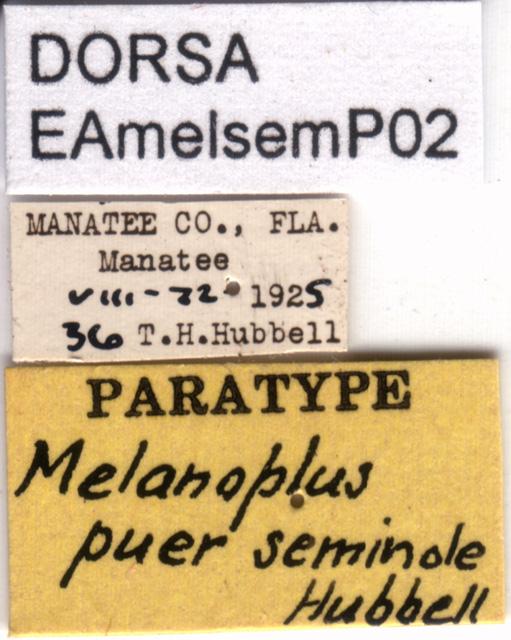 DORSA
EAmelsemP02
MANATEE CO., FLA.
Manatee
VIII-22 1925
36 T.H.Hubbell
PARATYPE
Melanoplus
puer seminole
Hubbell